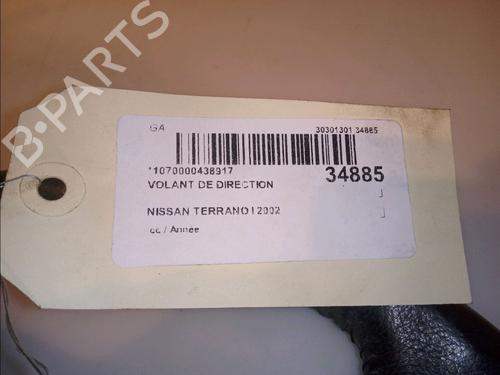 B-PARTS
GA 30301301 34885
*1070000438917 34885
VOLANT DE DIRECTION
NISSAN TERRANO I 2002
cc / Année